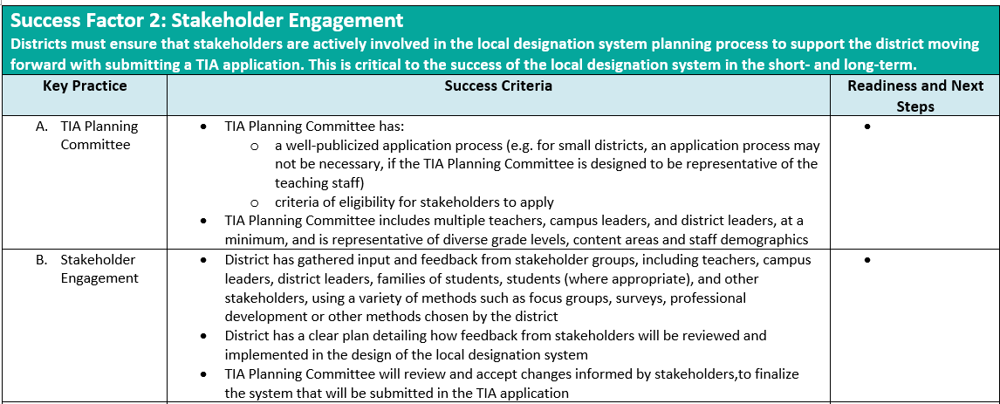 Success Factor 2: Stakeholder Engagement
Districts must ensure that stakeholders are actively involved in the local designation system planning process to support the district moving
forward with submitting a TIA application. This is critical to the success of the local designation system in the short- and long-term.
Key Practice
Success Criteria
Readiness and Next
Steps
A. TIA Planning
Committee
• TIA Planning Committee has:
o a well-publicized application process (e.g. for small districts, an application process may
not be necessary, if the TIA Planning Committee is designed to be representative of the
teaching staff)
o criteria of eligibility for stakeholders to apply
• TIA Planning Committee includes multiple teachers, campus leaders, and district leaders, at a
minimum, and is representative of diverse grade levels, content areas and staff demographics
•
B. Stakeholder
Engagement
• District has gathered input and feedback from stakeholder groups, including teachers, campus
leaders, district leaders, families of students, students (where appropriate), and other
stakeholders, using a variety of methods such as focus groups, surveys, professional
development or other methods chosen by the district
• District has a clear plan detailing how feedback from stakeholders will be reviewed and
implemented in the design of the local designation system
• TIA Planning Committee will review and accept changes informed by stakeholders,to finalize
the system that will be submitted in the TIA application
•